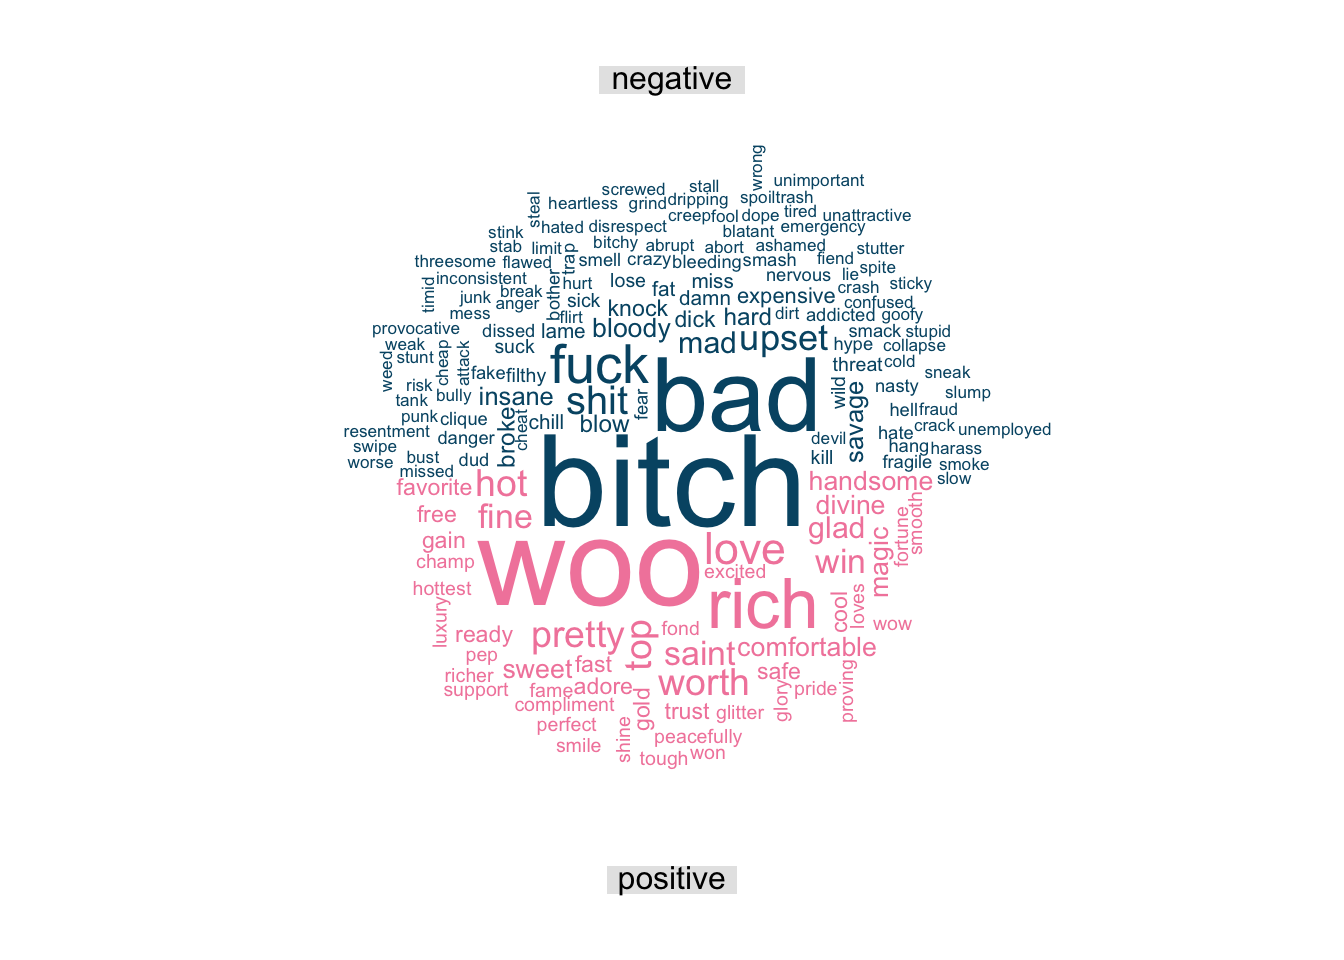 negative
wrong
screwed stall unimportant
steal heartless grind dripping spoil trash
creep fool dope tired unattractive
stink hated disrespect blatant emergency
stab limit trap bitchy abrupt abort ashamed stutter
threesome flawed smell crazy bleeding smash fiend
timid inconsistent bother hurt lose miss nervous lie spite
junk break sick fat damn expensive crash sticky
mess anger flirt knock confused
provocative dissed lame bloody dick hard dirt addicted goofy
weak suck mad upset hype smack stupid
weed stunt cheap attack fuck threat cold collapse
fake filthy bad sneak
risk bully insane shit fear wild savage nasty slump
tank
punk clique broke cheat chill blow hell fraud
resentment danger devil hate crack unemployed
swipe bust dud bitch kill hang harass
worse missed fragile smoke
slow
favorite hot handsome
free fine divine fortune smooth
gain glad
champ woo love win magic
excited
hottest rich cool loves
luxury ready pretty top fond wow
pep saint comfortable
richer sweet fast safe
support fame adore worth glory pride proving
compliment gold trust glitter
perfect shine peacefully
smile tough won
positive